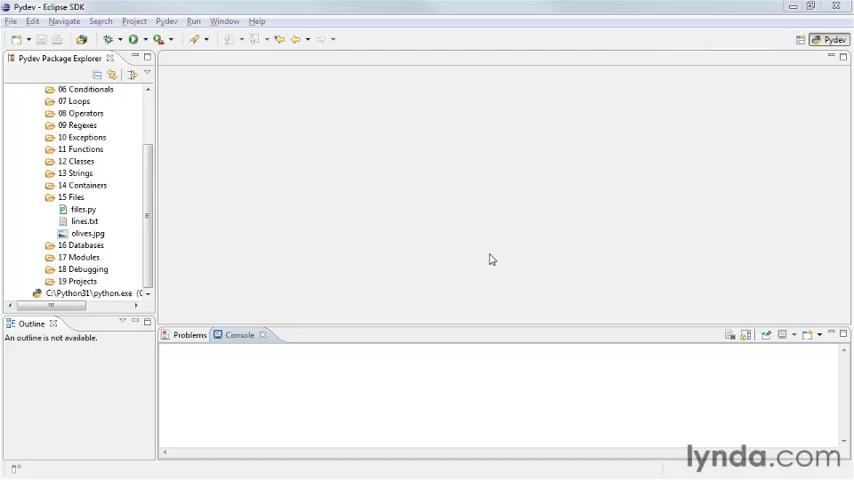 Pydev - Eclipse SDK
File Edit Navigate Search Project Pydev Run Window Help
Pydev
Pydev Package Explorer
06 Conditionals
07 Loops
08 Operators
09 Regexes
10 Exceptions
11 Functions
12 Classes
13 Strings
14 Containers
15 Files
files.py
lines.txt
olives.jpg
16 Databases
17 Modules
18 Debugging
19 Projects
C:\Python31\python.exe (C
Outline
An outline is not available.
Problems Console
lynda.com